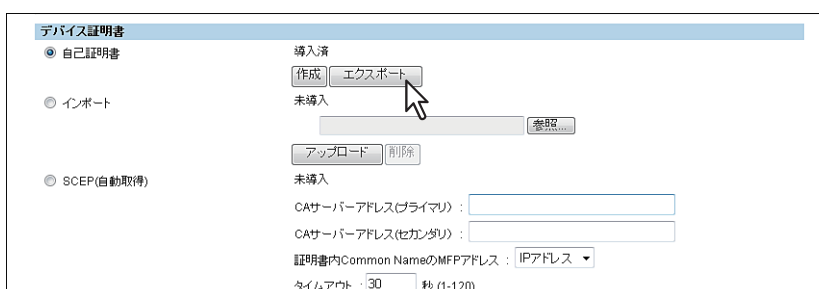 デバイス証明書
自己証明書 導入済
作成 エクスポート
インポート 未導入
参照...
アップロード 削除
SCEP(自動取得) 未導入
CAサーバーアドレス(プライマリ) :
CAサーバーアドレス(セカンダリ) :
証明書内Common NameのMFPアドレス : IPアドレス
タイムアウト : 30 秒 (1-120)